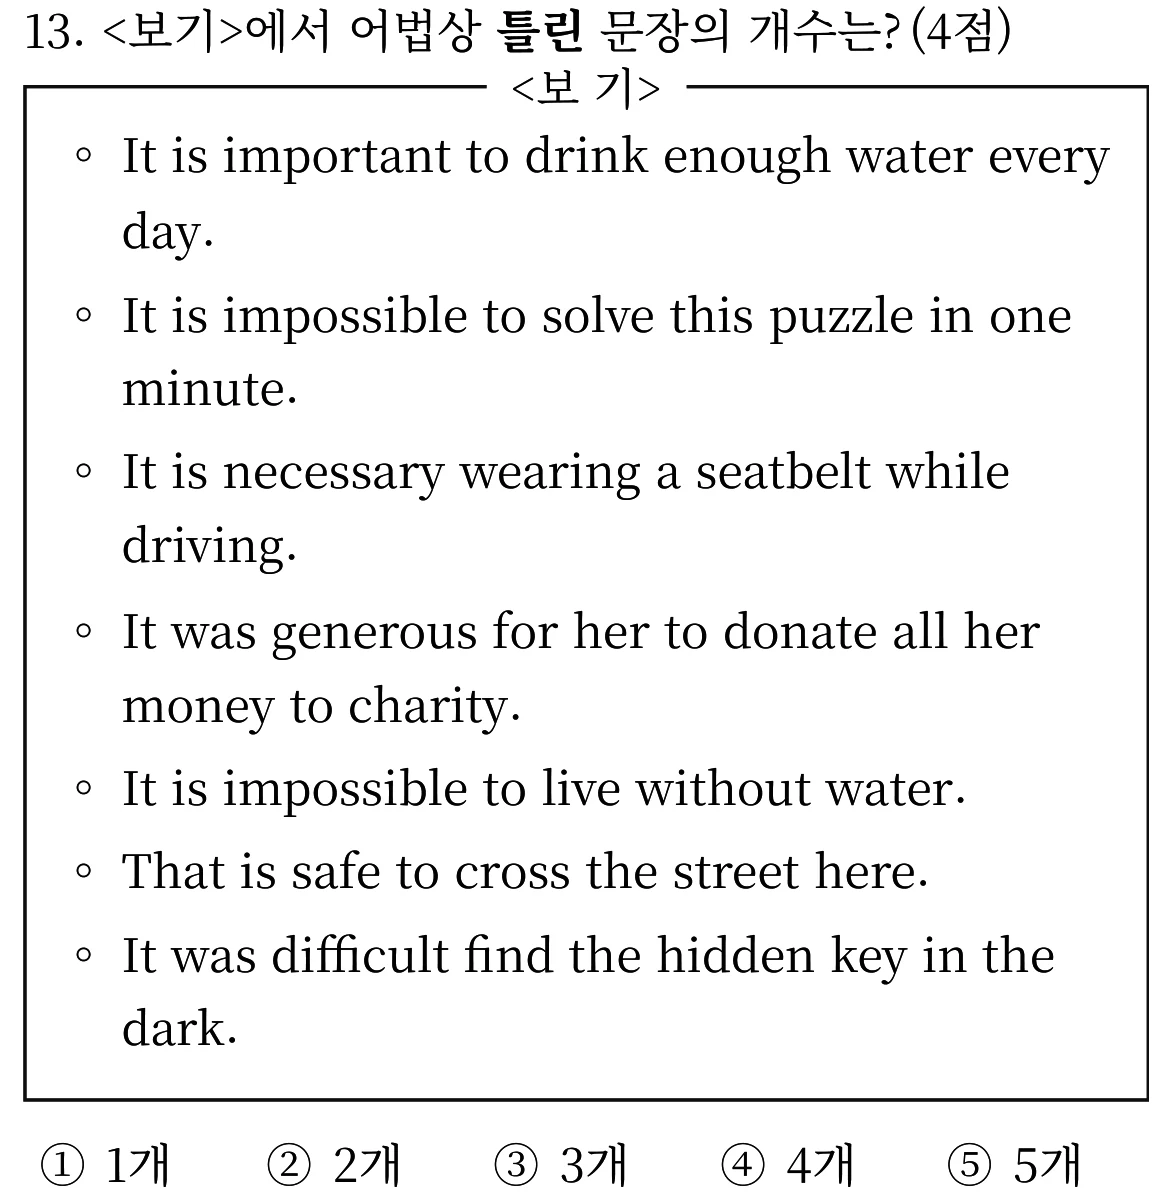 13. <보기>에서 어법상 틀린 문장의 개수는? (4점)
<보 기>
◦ It is important to drink enough water every
day.
◦ It is impossible to solve this puzzle in one
minute.
◦ It is necessary wearing a seatbelt while
driving.
◦ It was generous for her to donate all her
money to charity.
◦ It is impossible to live without water.
◦ That is safe to cross the street here.
◦ It was difficult find the hidden key in the
dark.
① 1개 ② 2개 ③ 3개 ④ 4개 ⑤ 5개